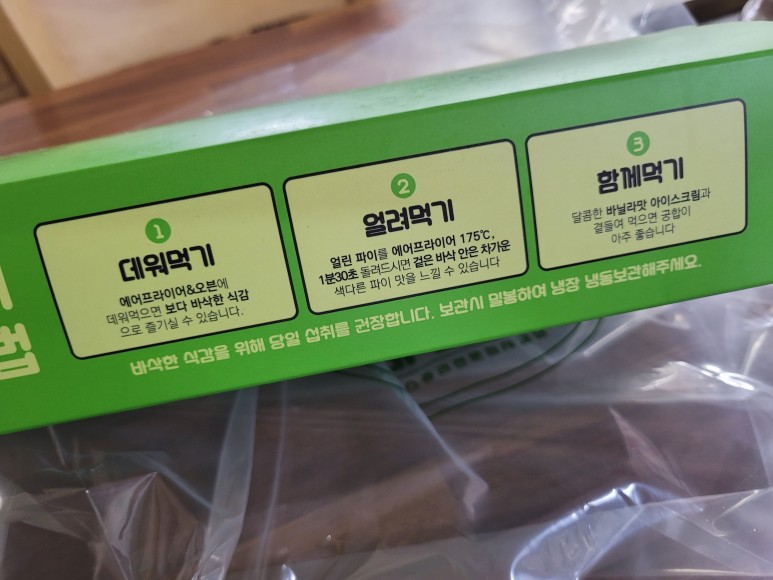 법
1
데워먹기
에어프라이어&오븐에
데워먹으면 보다 바삭한 식감
으로 즐기실 수 있습니다.
2
얼려먹기
얼린 파이를 에어프라이어 175℃,
1분30초 돌려드시면 겉은 바삭 안은 차가운
색다른 파이 맛을 느낄 수 있습니다
3
함께먹기
달콤한 바닐라맛 아이스크림과
곁들여 먹으면 궁합이
아주 좋습니다
바삭한 식감을 위해 당일 섭취를 권장합니다. 보관시 밀봉하여 냉장 냉동보관해주세요.